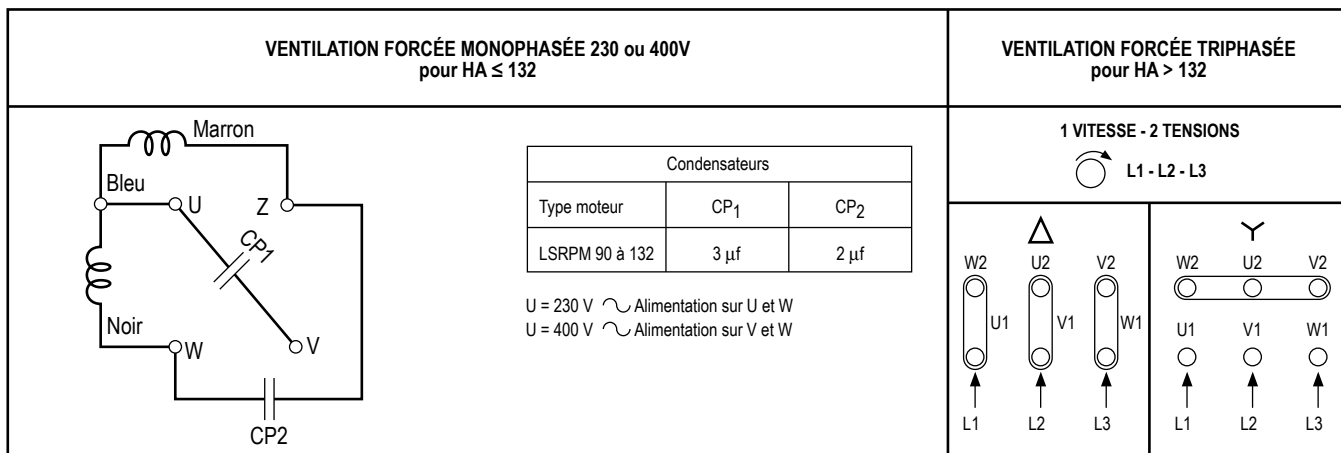 VENTILATION FORCÉE MONOPHASÉE 230 ou 400V
pour HA ≤ 132
Marron
Bleu
U
Z
CP1
Noir
W
V
CP2
Condensateurs
Type moteur CP1 CP2
LSRPM 90 à 132 3 µf 2 µf
U = 230 V Alimentation sur U et W
U = 400 V Alimentation sur V et W
VENTILATION FORCÉE TRIPHASÉE
pour HA > 132
1 VITESSE - 2 TENSIONS
L1 - L2 - L3
W2 U2 V2
U1 V1 W1
L1 L2 L3
W2 U2 V2
U1 V1 W1
L1 L2 L3